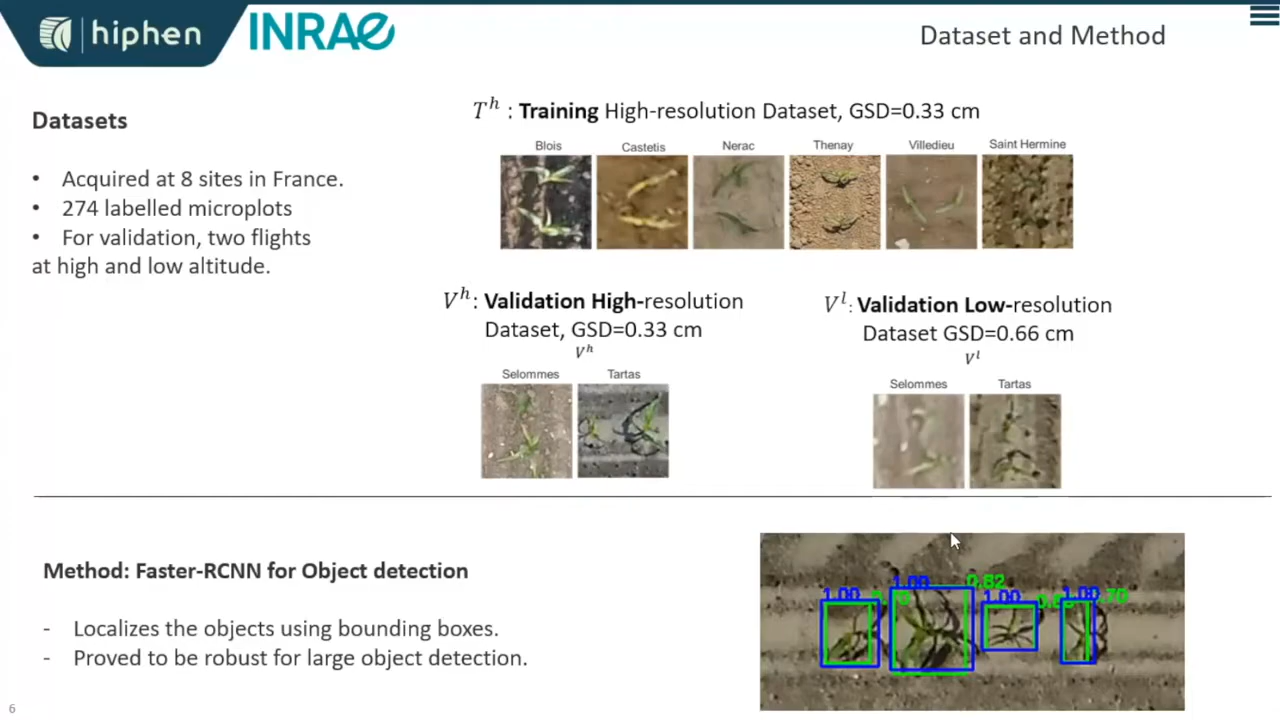 hiphen INRAE
Dataset and Method
Datasets
• Acquired at 8 sites in France.
• 274 labelled microplots
• For validation, two flights
at high and low altitude.
T^h : Training High-resolution Dataset, GSD=0.33 cm
Blois Castetis Nerac Thenay Villedieu Saint Hermine
V^h: Validation High-resolution
Dataset, GSD=0.33 cm
V^h
Selommes Tartas
V^l: Validation Low-resolution
Dataset GSD=0.66 cm
V^l
Selommes Tartas
Method: Faster-RCNN for Object detection
- Localizes the objects using bounding boxes.
- Proved to be robust for large object detection.
1.00 1.00 0.82 1.00 1.00
6